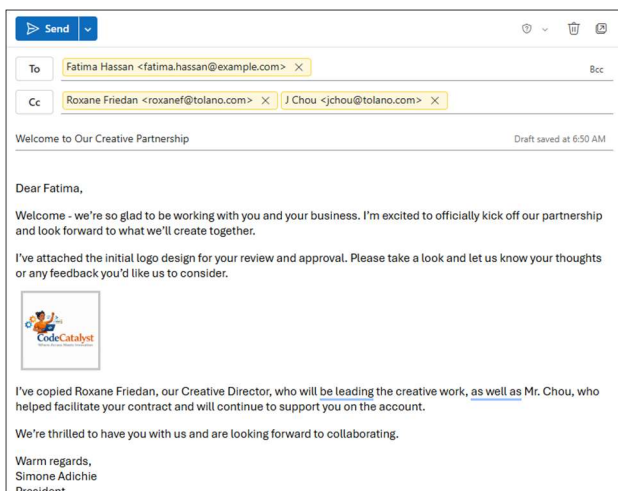 Send
To
Fatima Hassan <fatima.hassan@example.com>
Bcc
Cc
Roxane Friedan <roxanef@tolano.com> J Chou <jchou@tolano.com>
Welcome to Our Creative Partnership
Draft saved at 6:50 AM
Dear Fatima,
Welcome - we're so glad to be working with you and your business. I'm excited to officially kick off our partnership
and look forward to what we'll create together.
I've attached the initial logo design for your review and approval. Please take a look and let us know your thoughts
or any feedback you'd like us to consider.
CodeCatalyst
I've copied Roxane Friedan, our Creative Director, who will be leading the creative work, as well as Mr. Chou, who
helped facilitate your contract and will continue to support you on the account.
We're thrilled to have you with us and are looking forward to collaborating.
Warm regards,
Simone Adichie
President